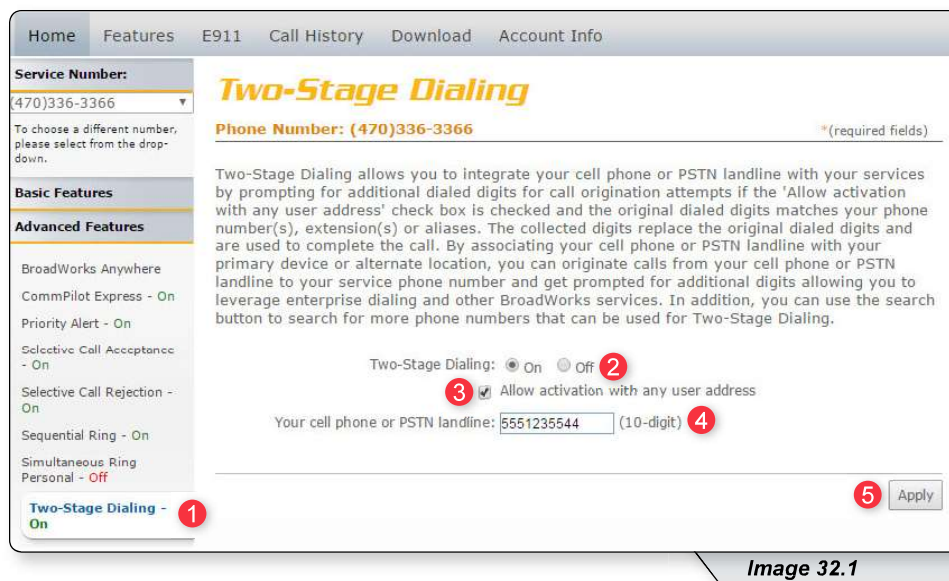 Home Features E911 Call History Download Account Info
Service Number:
(470)336-3366
To choose a different number,
please select from the drop-
down.
Basic Features
Advanced Features
BroadWorks Anywhere
CommPilot Express - On
Priority Alert - On
Selective Call Acceptance
- On
Selective Call Rejection -
On
Sequential Ring - On
Simultaneous Ring
Personal - Off
Two-Stage Dialing -
On
1
Two-Stage Dialing
Phone Number: (470)336-3366 *(required fields)
Two-Stage Dialing allows you to integrate your cell phone or PSTN landline with your services
by prompting for additional dialed digits for call origination attempts if the 'Allow activation
with any user address' check box is checked and the original dialed digits matches your phone
number(s), extension(s) or aliases. The collected digits replace the original dialed digits and
are used to complete the call. By associating your cell phone or PSTN landline with your
primary device or alternate location, you can originate calls from your cell phone or PSTN
landline to your service phone number and get prompted for additional digits allowing you to
leverage enterprise dialing and other BroadWorks services. In addition, you can use the search
button to search for more phone numbers that can be used for Two-Stage Dialing.
Two-Stage Dialing: On Off 2
3 Allow activation with any user address
Your cell phone or PSTN landline: 5551235544 (10-digit) 4
5 Apply
Image 32.1